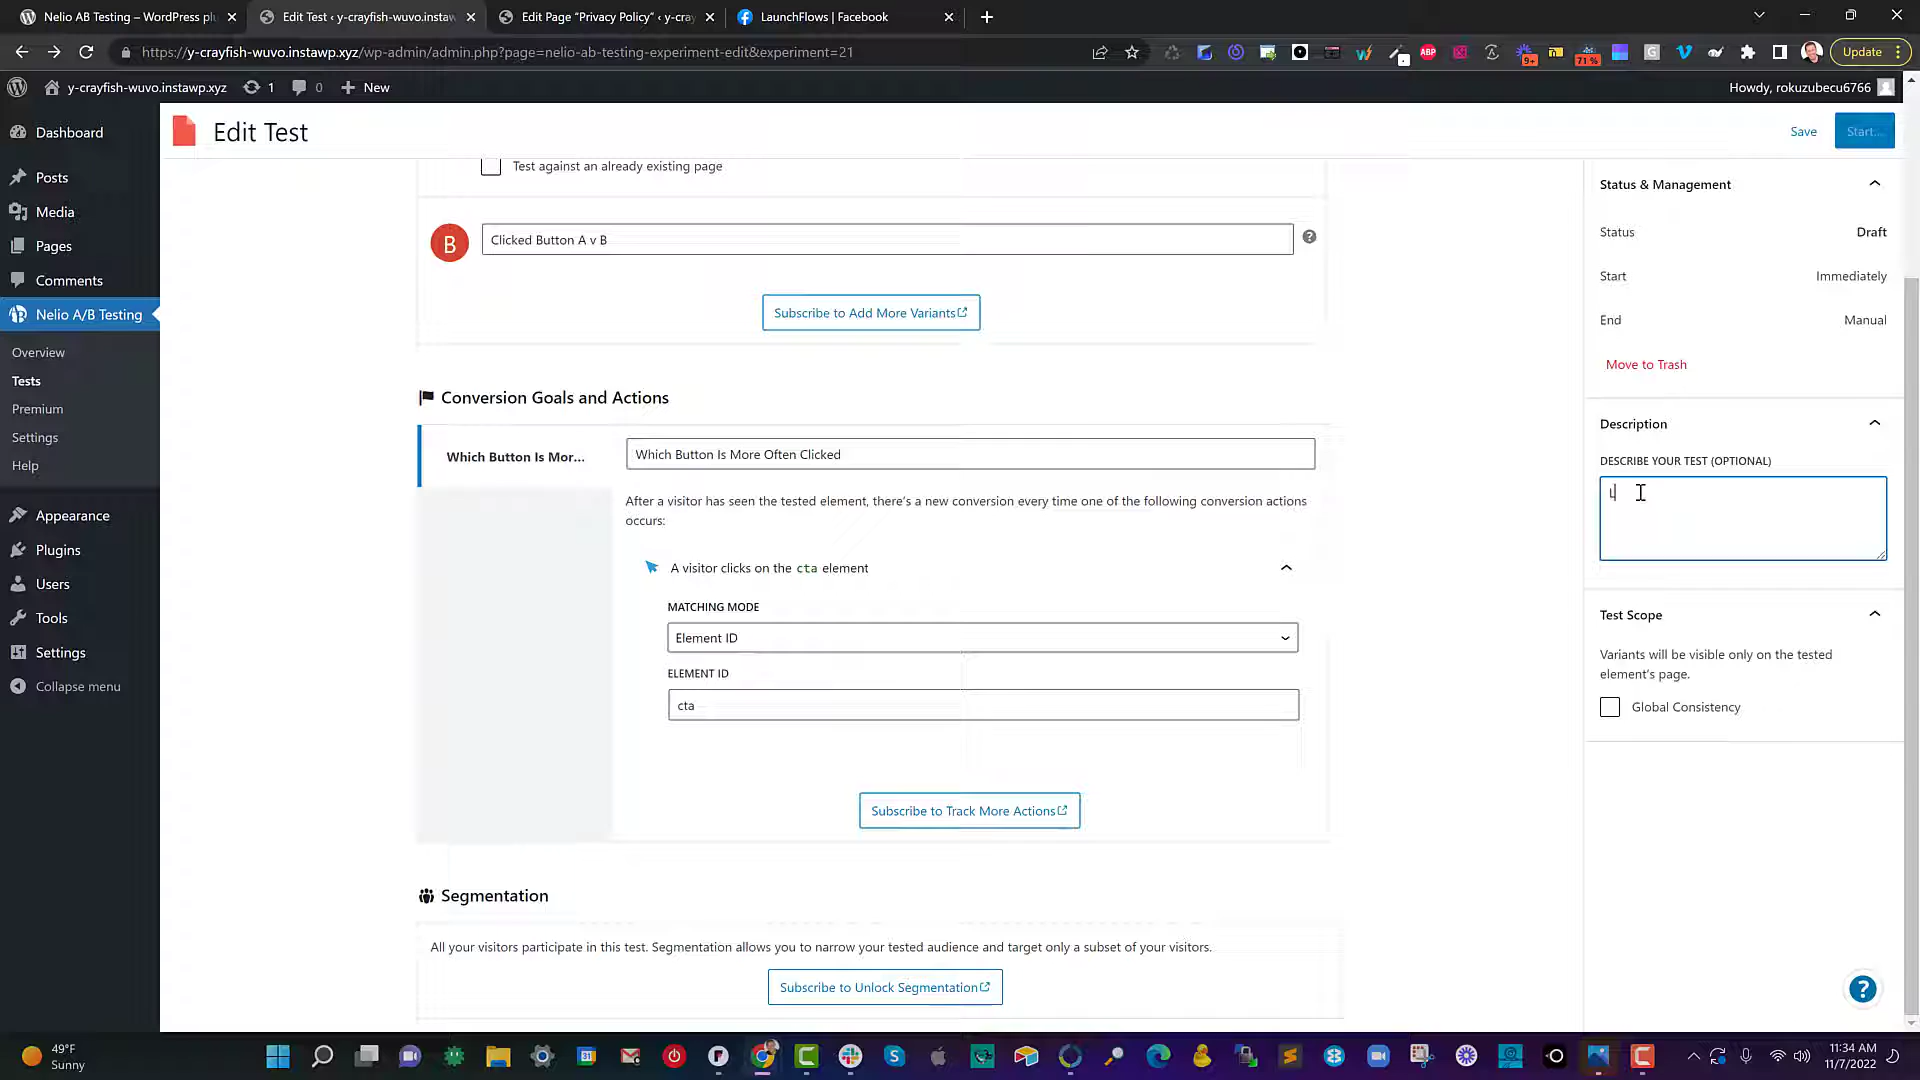 Nelio AB Testing – WordPress plu
Edit Test ‹ y-crayfish-wuvo.instaw
Edit Page “Privacy Policy” ‹ y-cra
LaunchFlows | Facebook
https://y-crayfish-wuvo.instawp.xyz/wp-admin/admin.php?page=nelio-ab-testing-experiment-edit&experiment=21
ABP
9+
71 %
Update
y-crayfish-wuvo.instawp.xyz
1
0
New
Howdy, rokuzubecu6766
Dashboard
Posts
Media
Pages
Comments
Nelio A/B Testing
Overview
Tests
Premium
Settings
Help
Appearance
Plugins
Users
Tools
Settings
Collapse menu
Edit Test
Save
Start...
Test against an already existing page
B
Clicked Button A v B
Subscribe to Add More Variants
Conversion Goals and Actions
Which Button Is Mor...
Which Button Is More Often Clicked
After a visitor has seen the tested element, there's a new conversion every time one of the following conversion actions
occurs:
A visitor clicks on the cta element
MATCHING MODE
Element ID
ELEMENT ID
cta
Subscribe to Track More Actions
Segmentation
All your visitors participate in this test. Segmentation allows you to narrow your tested audience and target only a subset of your visitors.
Subscribe to Unlock Segmentation
Status & Management
Status
Draft
Start
Immediately
End
Manual
Move to Trash
Description
DESCRIBE YOUR TEST (OPTIONAL)
L
Test Scope
Variants will be visible only on the tested
element's page.
Global Consistency
?
49°F
Sunny
11:34 AM
11/7/2022